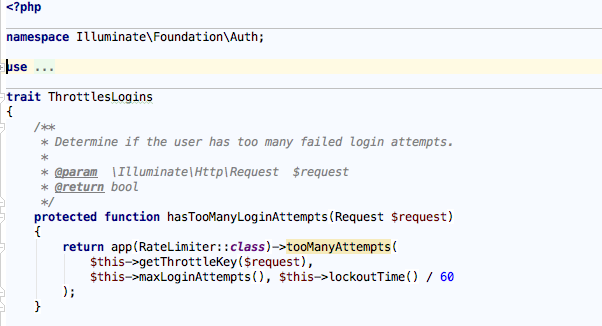 <?php
namespace Illuminate\Foundation\Auth;
use ...
trait ThrottlesLogins
{
    /**
     * Determine if the user has too many failed login attempts.
     *
     * @param  \Illuminate\Http\Request  $request
     * @return bool
     */
    protected function hasTooManyLoginAttempts(Request $request)
    {
        return app(RateLimiter::class)->tooManyAttempts(
            $this->getThrottleKey($request),
            $this->maxLoginAttempts(), $this->lockoutTime() / 60
        );
    }